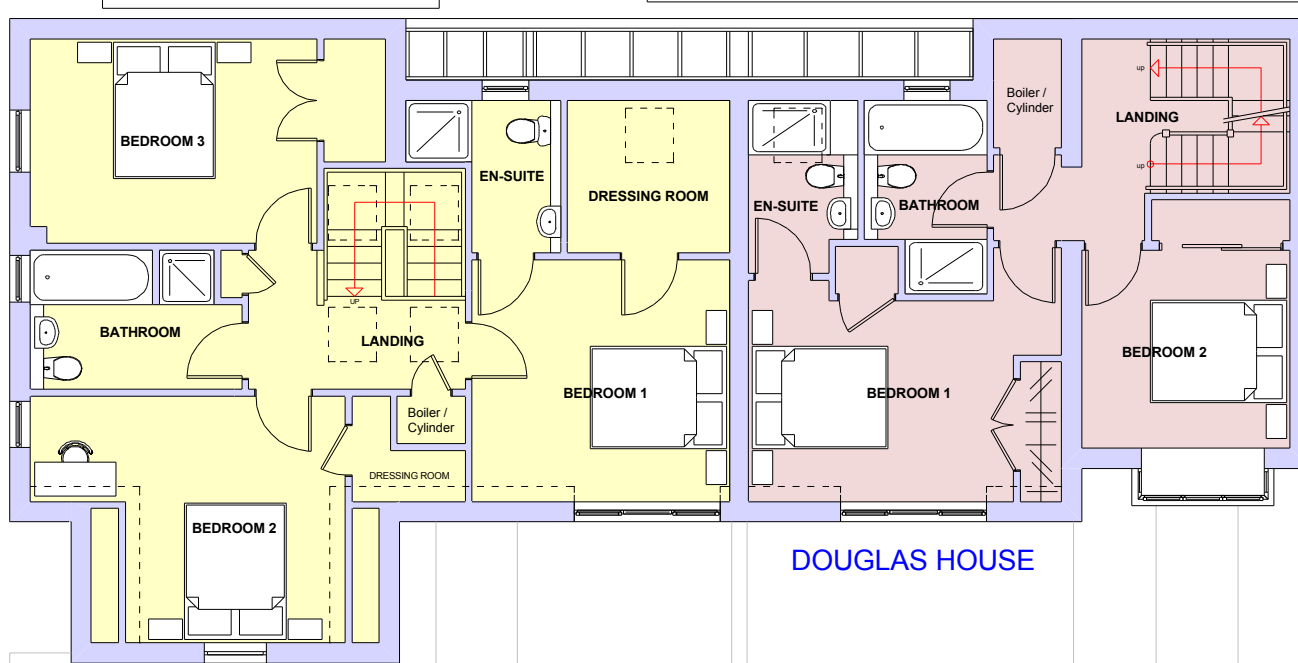 BEDROOM 3
EN-SUITE
DRESSING ROOM
BATHROOM
UP
LANDING
Boiler /
Cylinder
DRESSING ROOM
BEDROOM 1
BEDROOM 2
Boiler /
Cylinder
up
LANDING
up
EN-SUITE
BATHROOM
BEDROOM 1
BEDROOM 2
DOUGLAS HOUSE